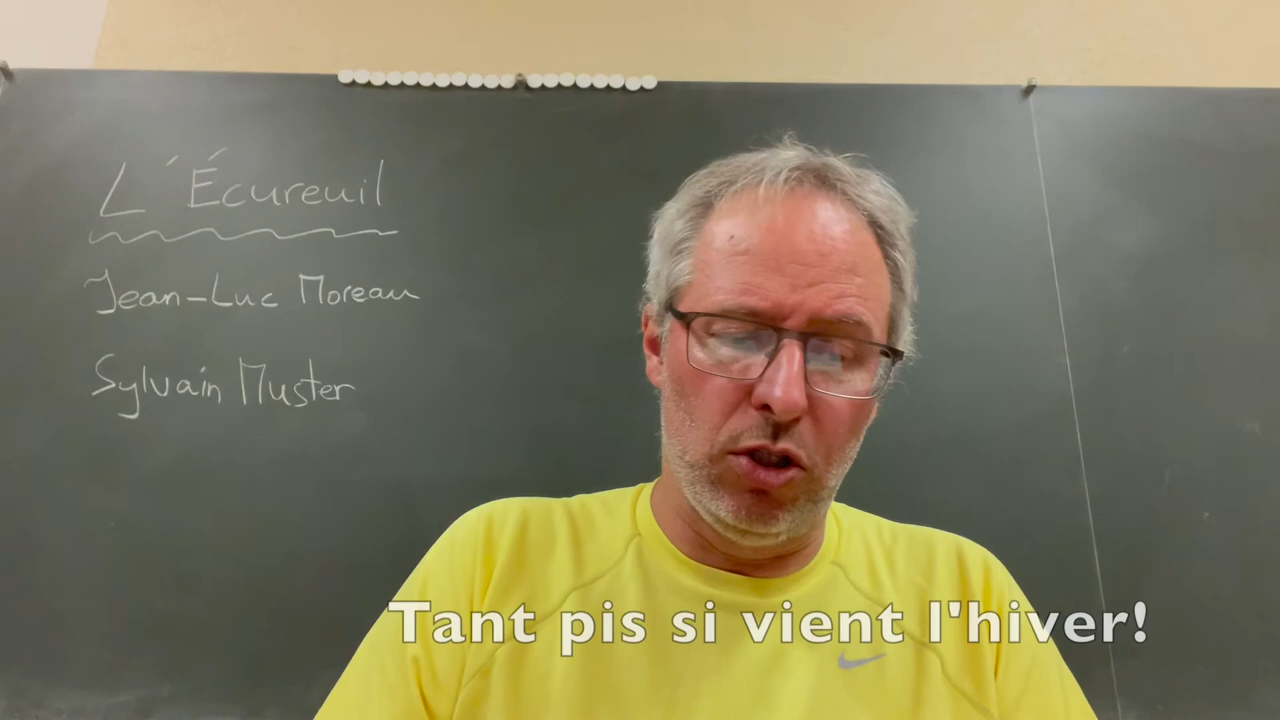 L'Écureuil
Jean-Luc Moreau
Sylvain Muster
Tant pis si vient l'hiver!